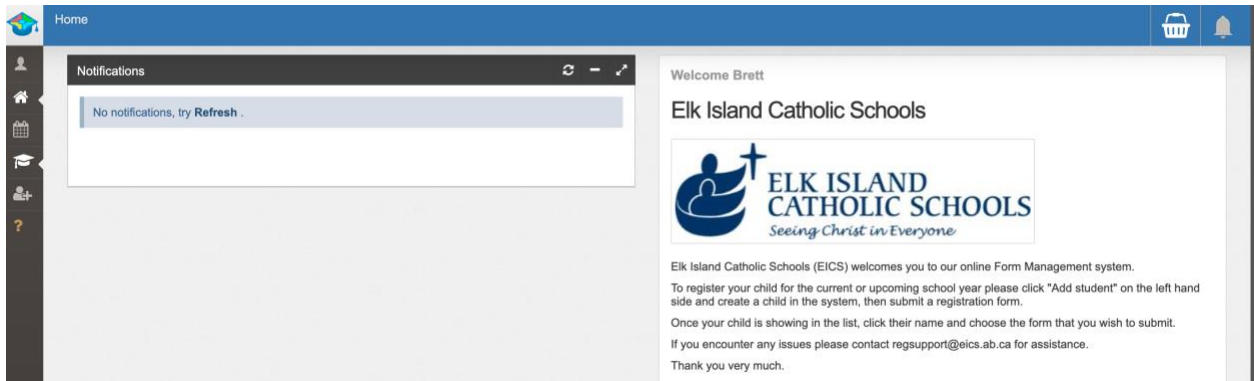 Home
Notifications
No notifications, try Refresh .
?
Welcome Brett
Elk Island Catholic Schools
ELK ISLAND
CATHOLIC SCHOOLS
Seeing Christ in Everyone
Elk Island Catholic Schools (EICS) welcomes you to our online Form Management system.
To register your child for the current or upcoming school year please click "Add student" on the left hand
side and create a child in the system, then submit a registration form.
Once your child is showing in the list, click their name and choose the form that you wish to submit.
If you encounter any issues please contact regsupport@eics.ab.ca for assistance.
Thank you very much.